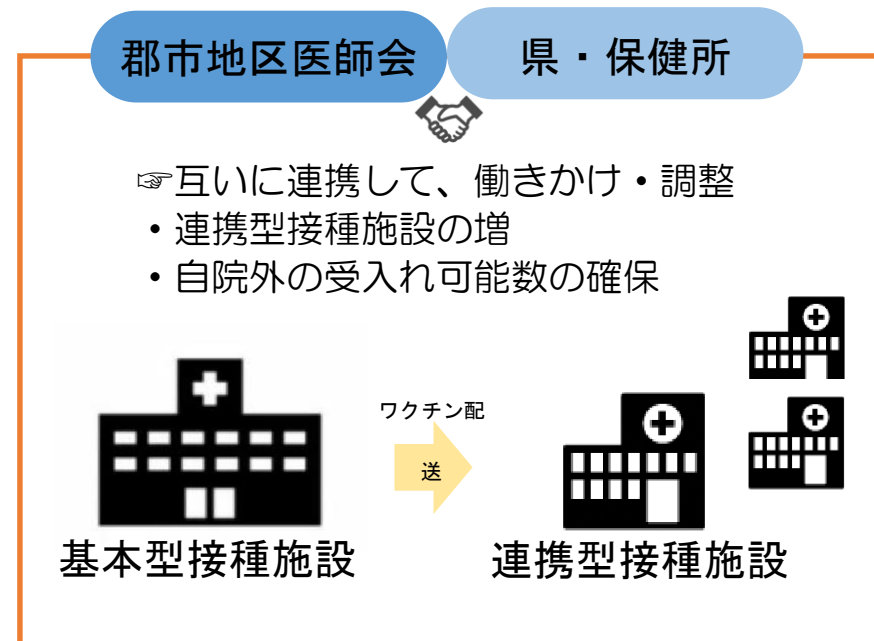 郡市地区医師会
県・保健所
☞互いに連携して、働きかけ・調整
・連携型接種施設の増
・自院外の受入れ可能数の確保
ワクチン配
送
基本型接種施設
連携型接種施設